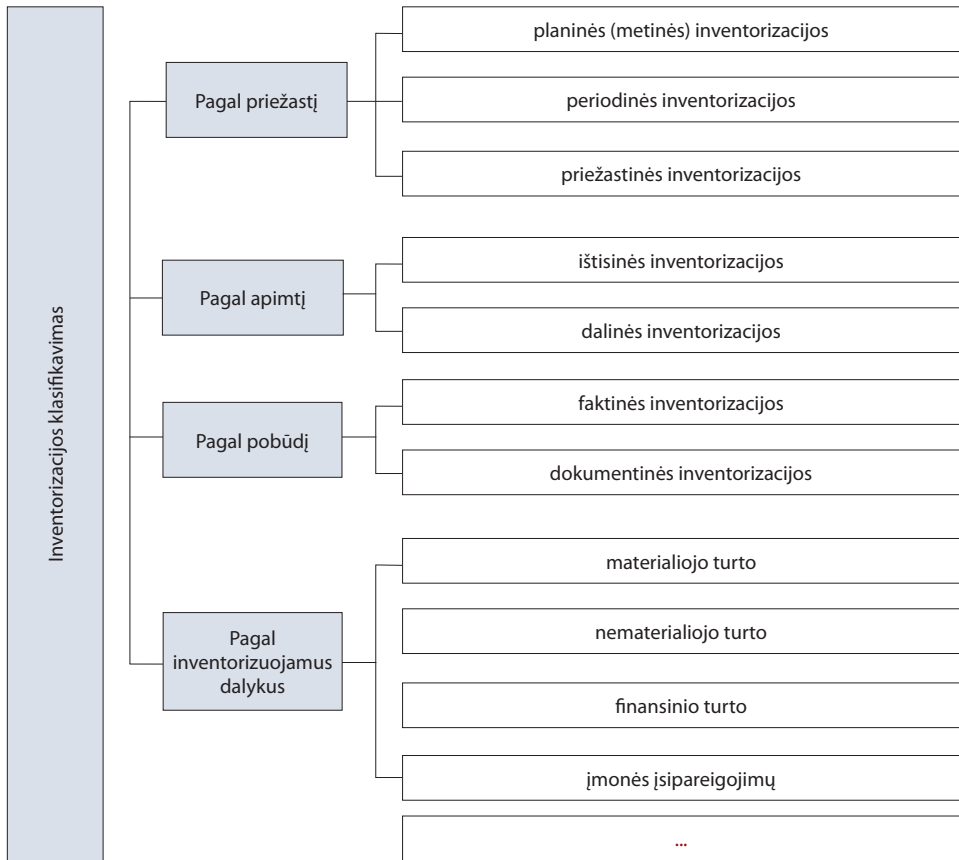 Inventorizacijos klasifikavimas
Pagal priežastį
planinės (metinės) inventorizacijos
periodinės inventorizacijos
priežastinės inventorizacijos
Pagal apimtį
ištisinės inventorizacijos
dalinės inventorizacijos
Pagal pobūdį
faktinės inventorizacijos
dokumentinės inventorizacijos
Pagal
inventorizuojamus
dalykus
materialiojo turto
nematerialiojo turto
finansinio turto
įmonės įsipareigojimų
...